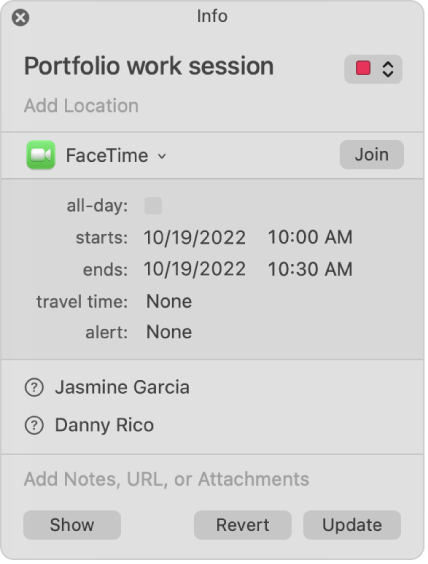 Info
Portfolio work session
Add Location
FaceTime Join
all-day:
starts: 10/19/2022 10:00 AM
ends: 10/19/2022 10:30 AM
travel time: None
alert: None
? Jasmine Garcia
? Danny Rico
Add Notes, URL, or Attachments
Show Revert Update